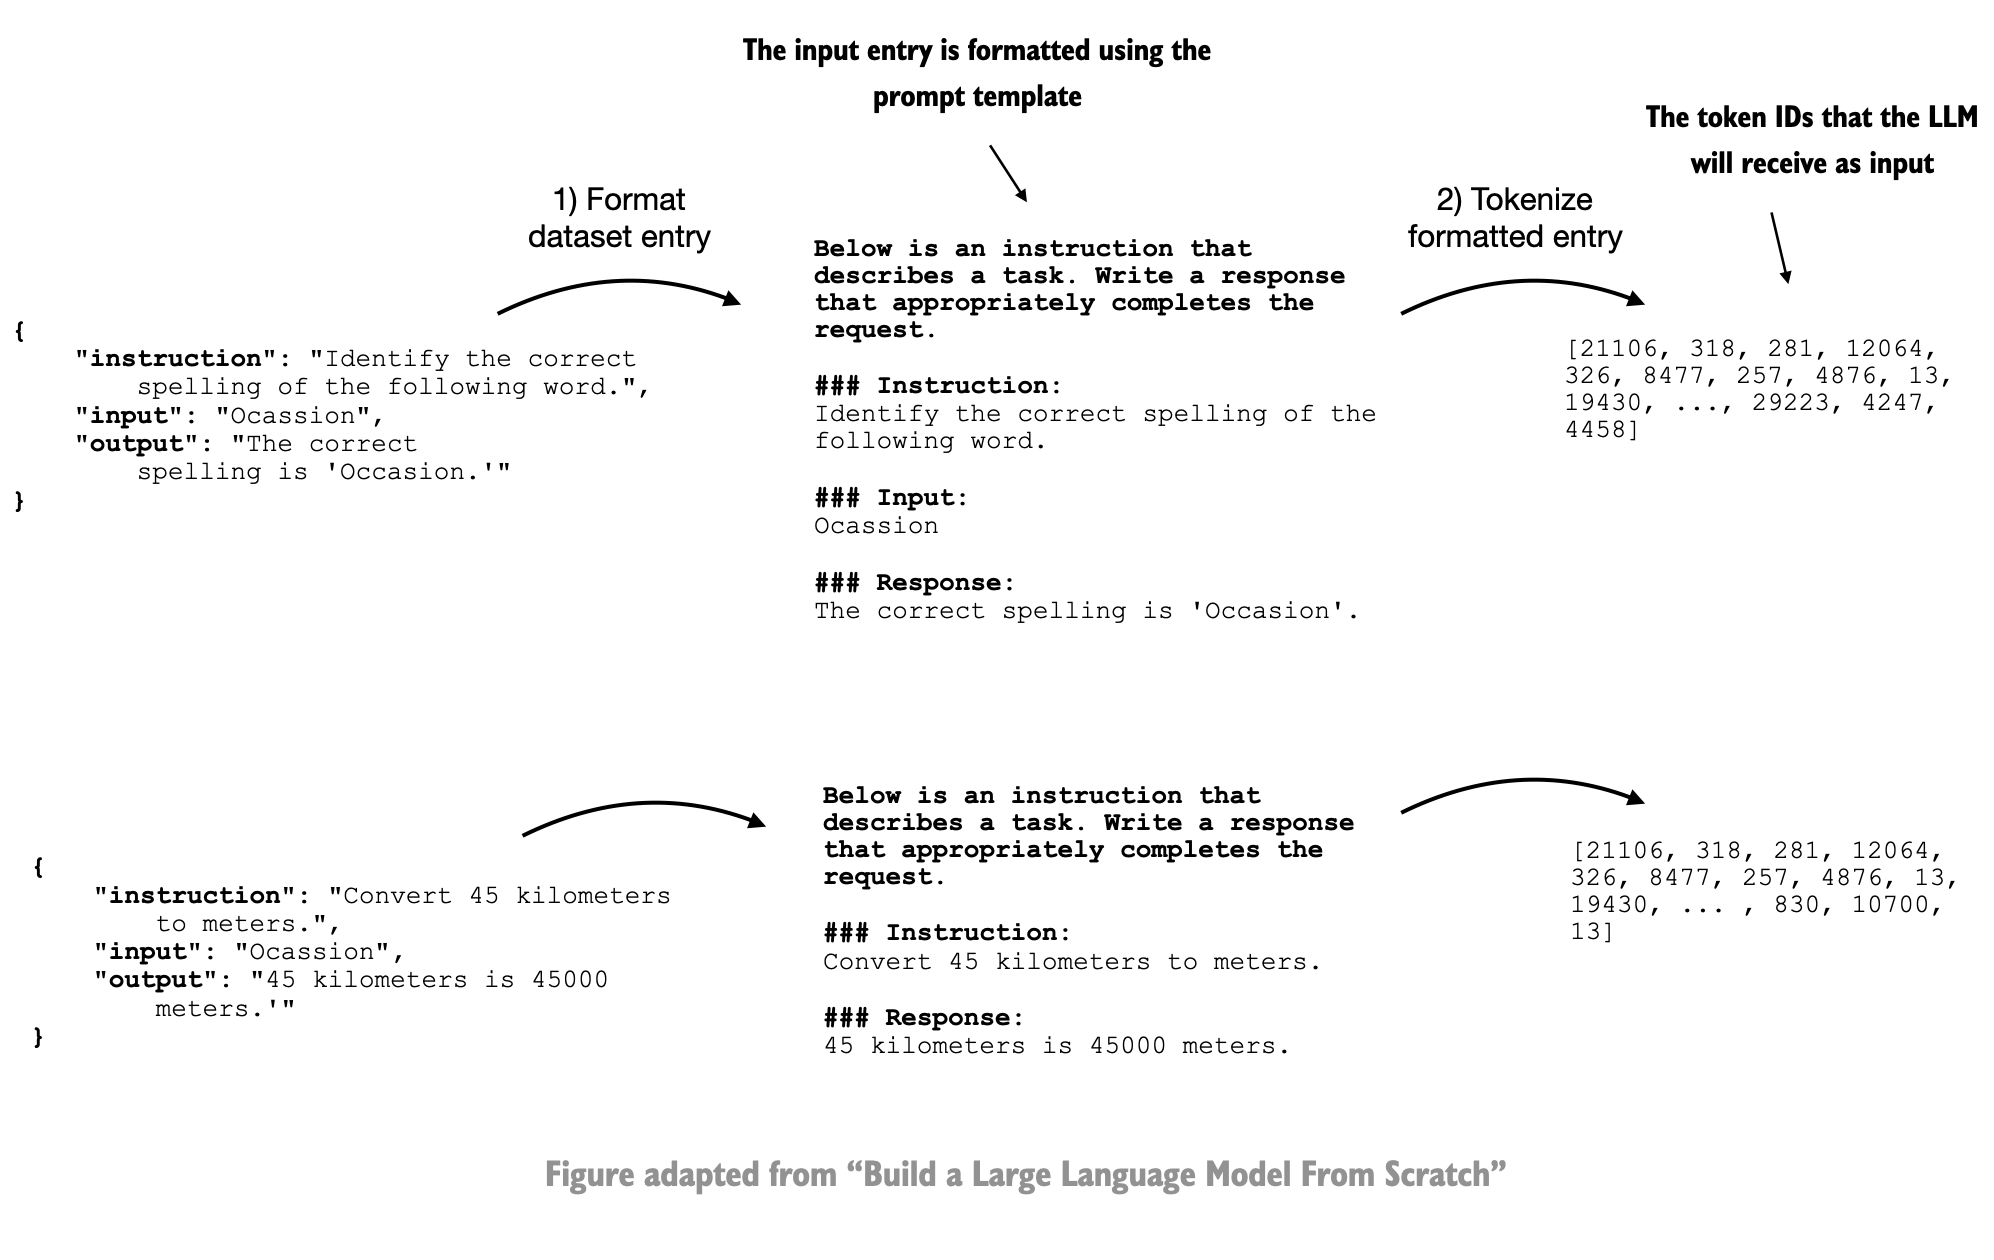 The input entry is formatted using the
prompt template
The token IDs that the LLM
will receive as input
1) Format
dataset entry
2) Tokenize
formatted entry
{
"instruction": "Identify the correct
spelling of the following word.",
"input": "Ocassion",
"output": "The correct
spelling is 'Occasion.'"
}
Below is an instruction that
describes a task. Write a response
that appropriately completes the
request.
### Instruction:
Identify the correct spelling of the
following word.
### Input:
Ocassion
### Response:
The correct spelling is 'Occasion'.
[21106, 318, 281, 12064,
326, 8477, 257, 4876, 13,
19430, ..., 29223, 4247,
4458]
{
"instruction": "Convert 45 kilometers
to meters.",
"input": "Ocassion",
"output": "45 kilometers is 45000
meters.'"
}
Below is an instruction that
describes a task. Write a response
that appropriately completes the
request.
### Instruction:
Convert 45 kilometers to meters.
### Response:
45 kilometers is 45000 meters.
[21106, 318, 281, 12064,
326, 8477, 257, 4876, 13,
19430, ... , 830, 10700,
13]
Figure adapted from “Build a Large Language Model From Scratch”